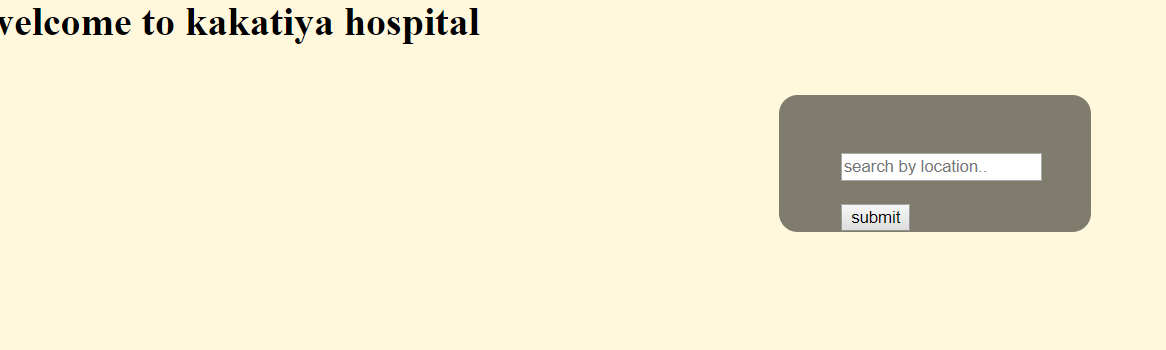 welcome to kakatiya hospital
search by location..
submit